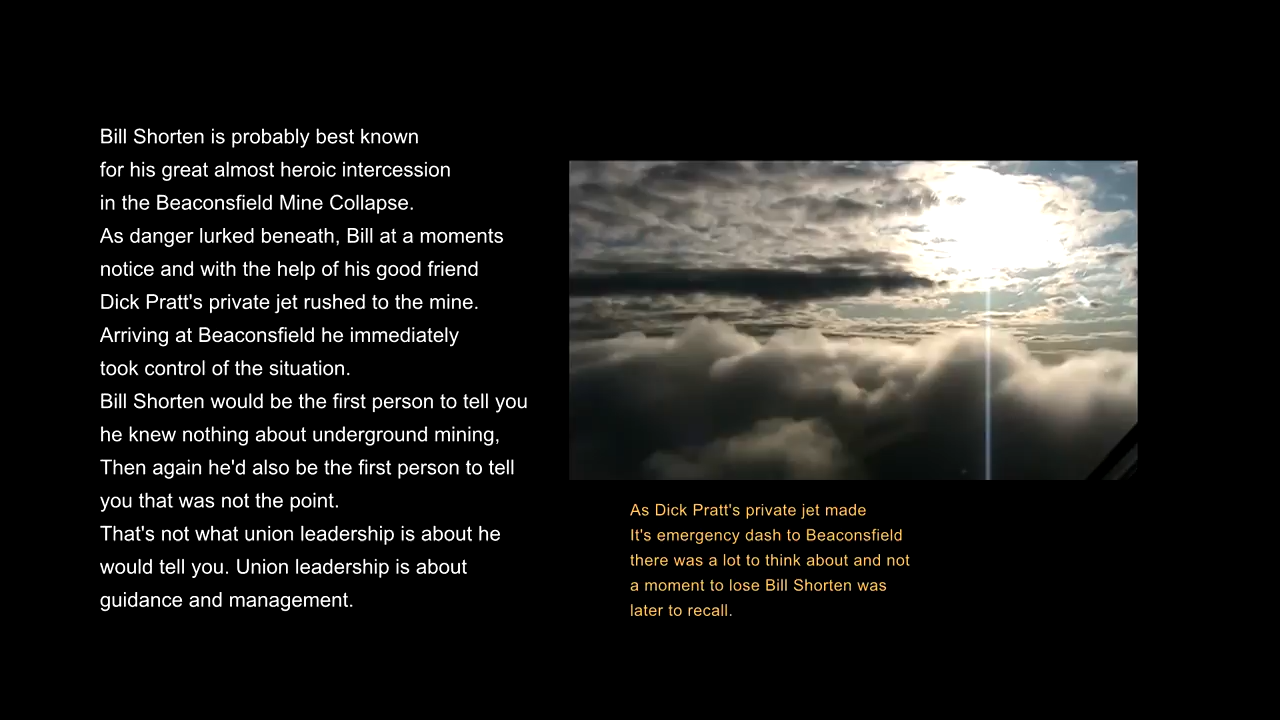 Bill Shorten is probably best known
for his great almost heroic intercession
in the Beaconsfield Mine Collapse.
As danger lurked beneath, Bill at a moments
notice and with the help of his good friend
Dick Pratt's private jet rushed to the mine.
Arriving at Beaconsfield he immediately
took control of the situation.
Bill Shorten would be the first person to tell you
he knew nothing about underground mining,
Then again he'd also be the first person to tell
you that was not the point.
That's not what union leadership is about he
would tell you. Union leadership is about
guidance and management.
As Dick Pratt's private jet made
It's emergency dash to Beaconsfield
there was a lot to think about and not
a moment to lose Bill Shorten was
later to recall.